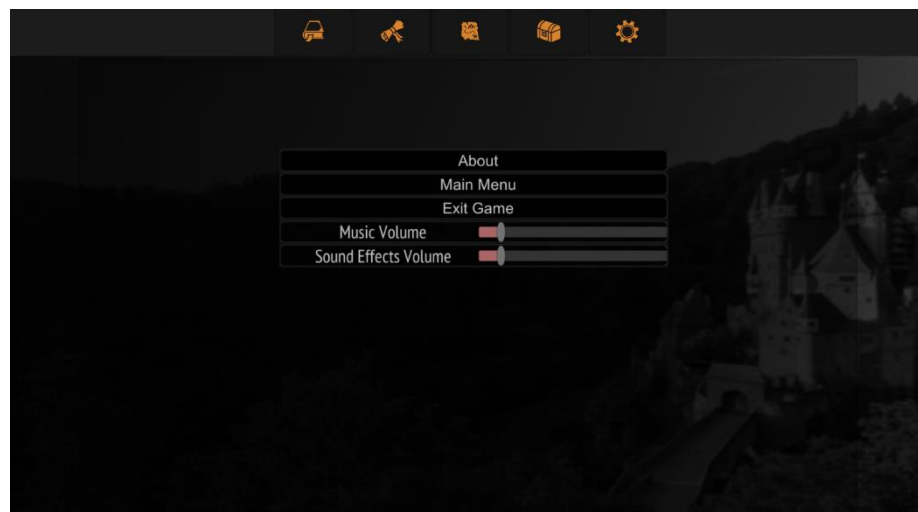 About
Main Menu
Exit Game
Music Volume
Sound Effects Volume